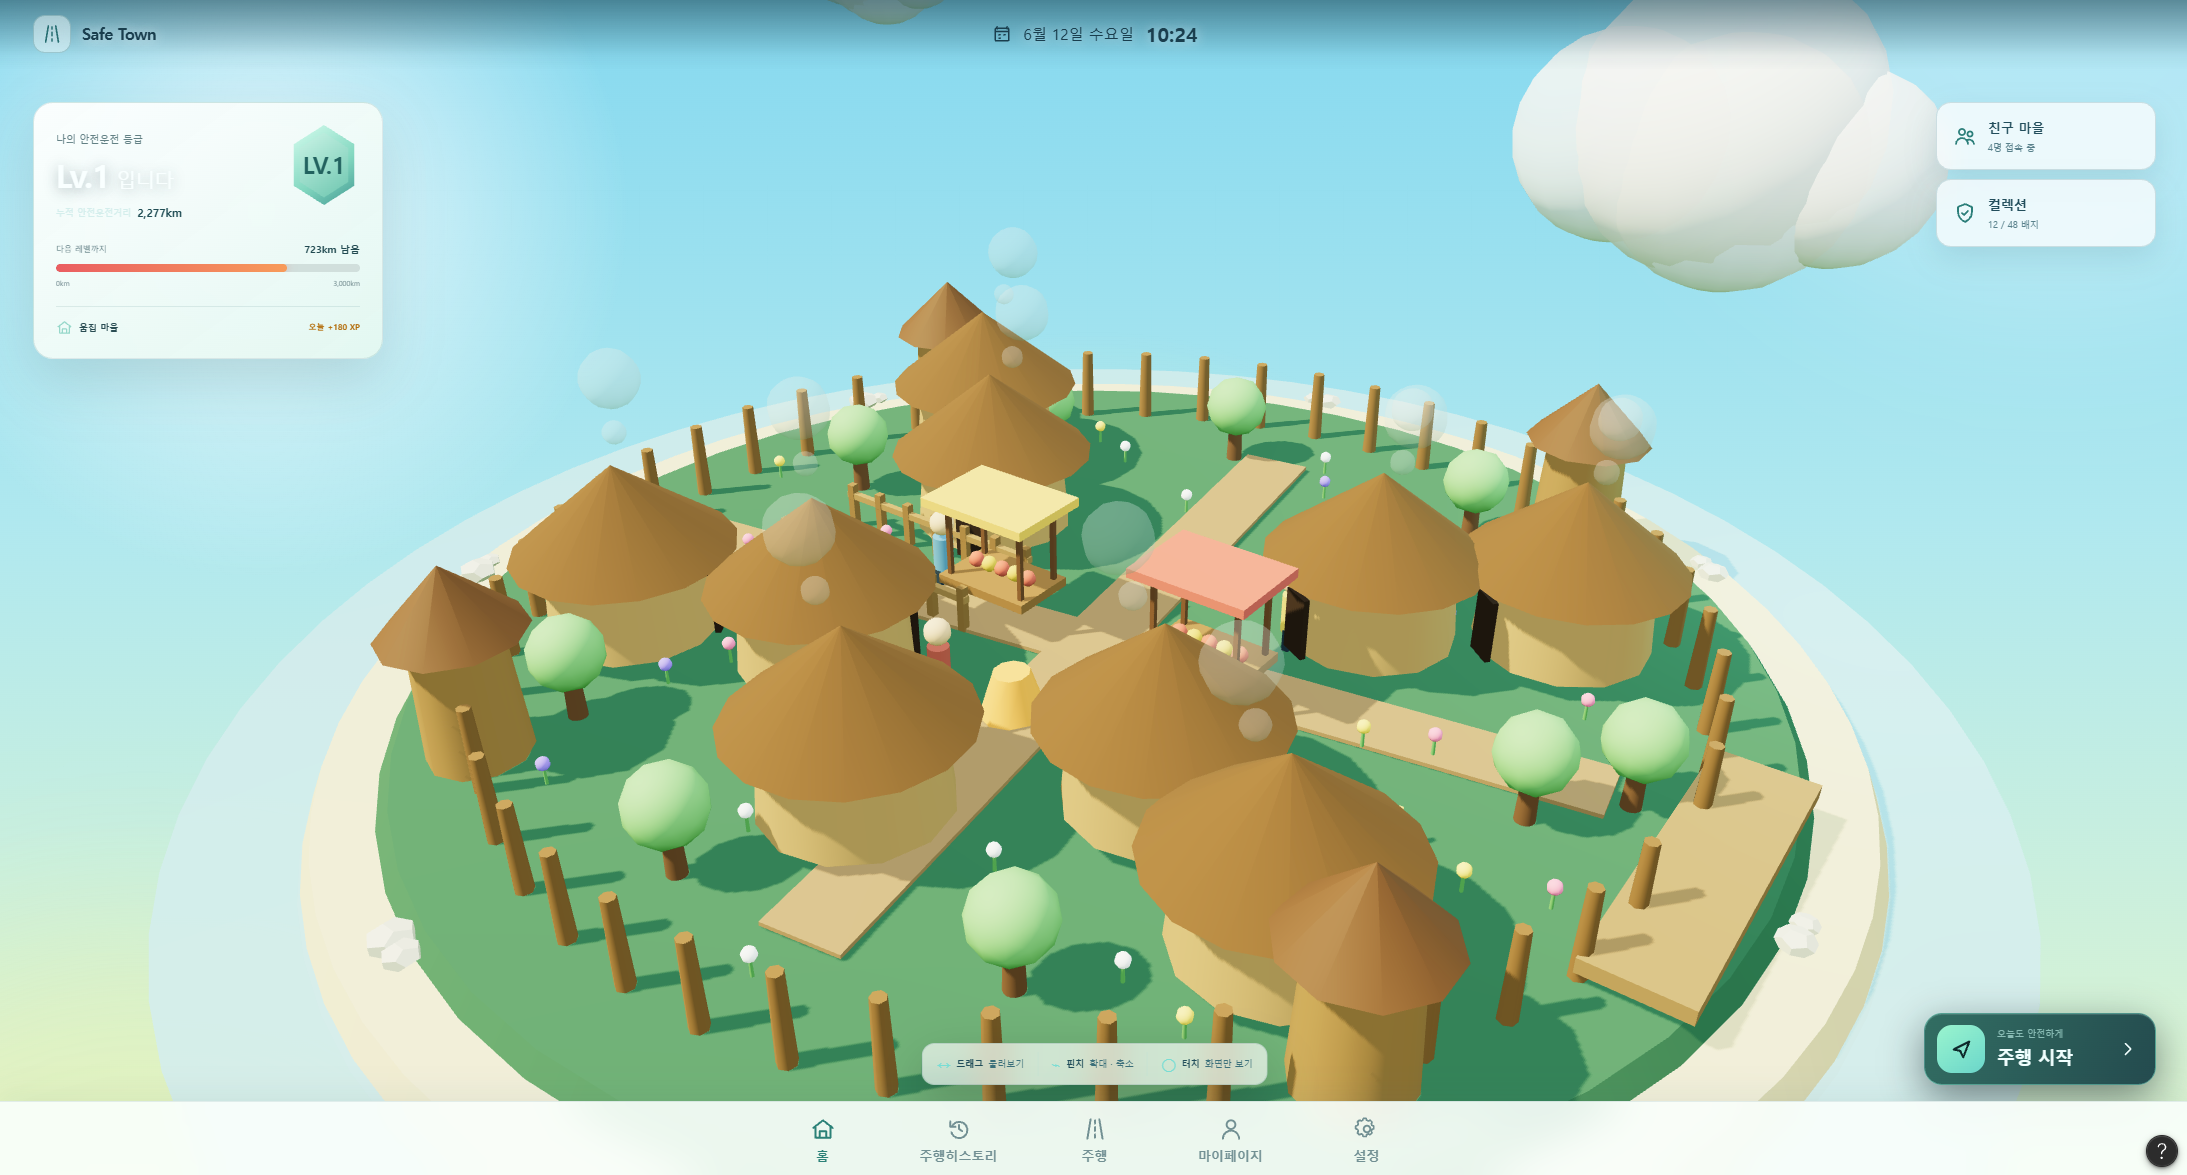 Safe Town
6월 12일 수요일 10:24
나의 안전운전 등급
LV.1
Lv.1 입니다
누적 안전운전거리 2,277km
다음 레벨까지 723km 남음
0km 3,000km
움집 마을 오늘 +180 XP
친구 마을
4명 접속 중
컬렉션
12 / 48 배지
드래그 둘러보기 핀치 확대 · 축소 터치 화면만 보기
오늘도 안전하게
주행 시작
홈 주행히스토리 주행 마이페이지 설정
?